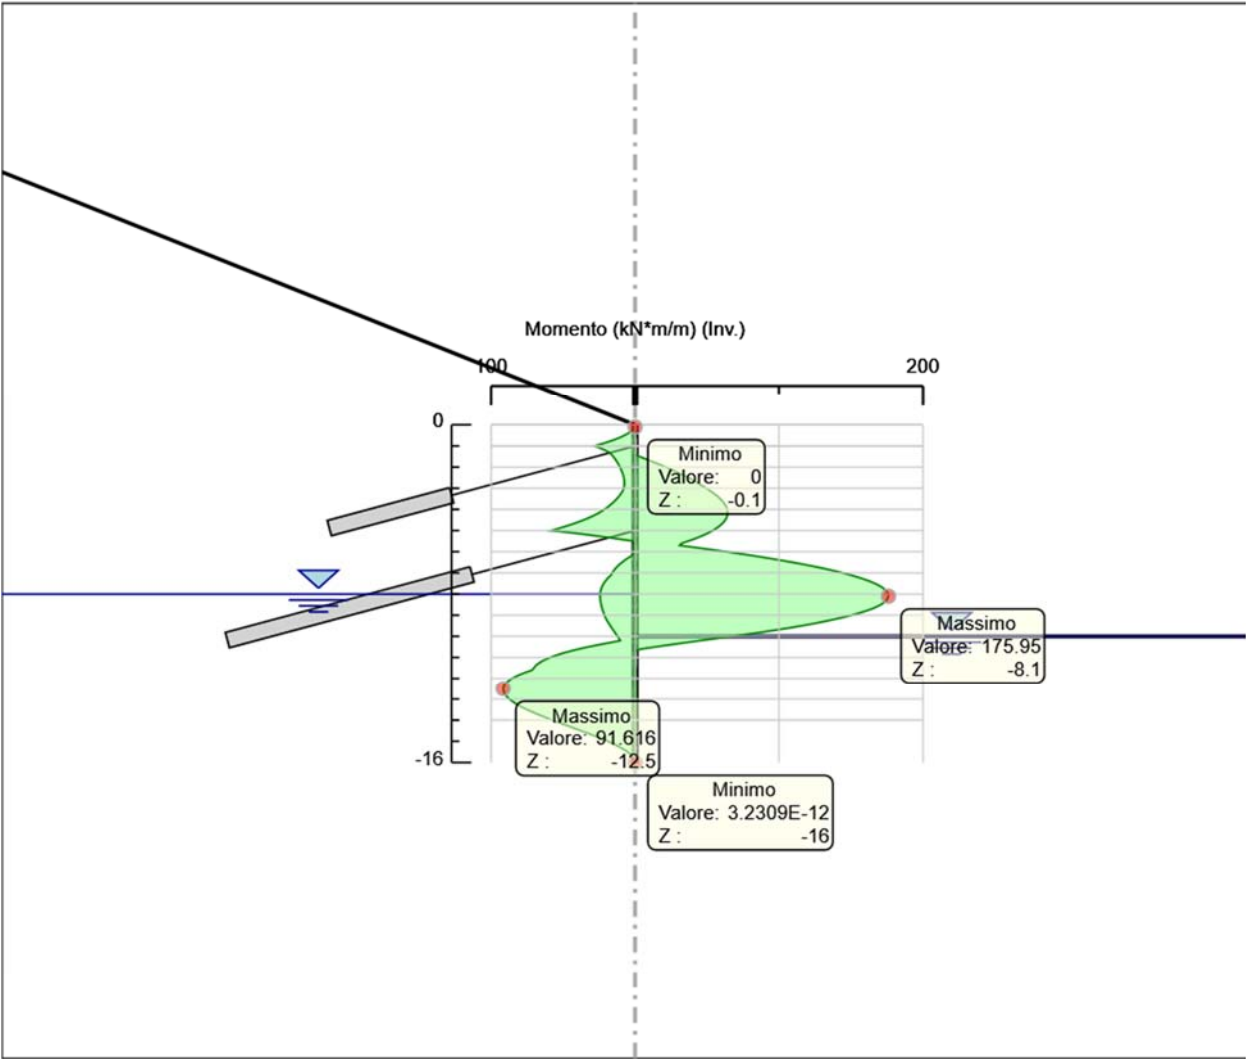 Momento (kN*m/m) (Inv.)
100
200
0
Minimo
Valore: 0
Z : -0.1
Massimo
Valore: 175.95
Z : -8.1
Massimo
Valore: 91.616
Z : -12.5
-16
Minimo
Valore: 3.2309E-12
Z : -16